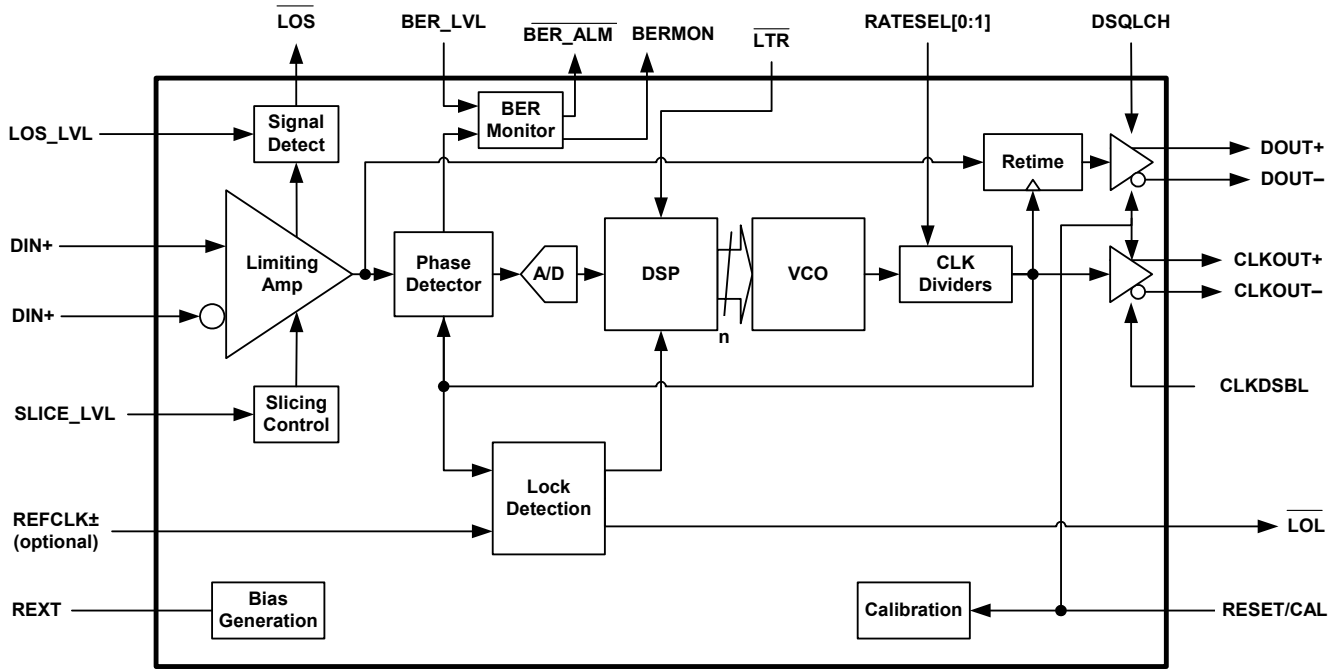 LOS
BER_LVL
BER_ALM
BERMON
LTR
RATESEL[0:1]
DSQLCH
LOS_LVL
Signal
Detect
BER
Monitor
Retime
DOUT+
DOUT–
DIN+
Limiting
Amp
Phase
Detector
A/D
DSP
n
VCO
CLK
Dividers
CLKOUT+
CLKOUT–
DIN+
SLICE_LVL
Slicing
Control
CLKDSBL
Lock
Detection
REFCLK±
(optional)
LOL
REXT
Bias
Generation
Calibration
RESET/CAL